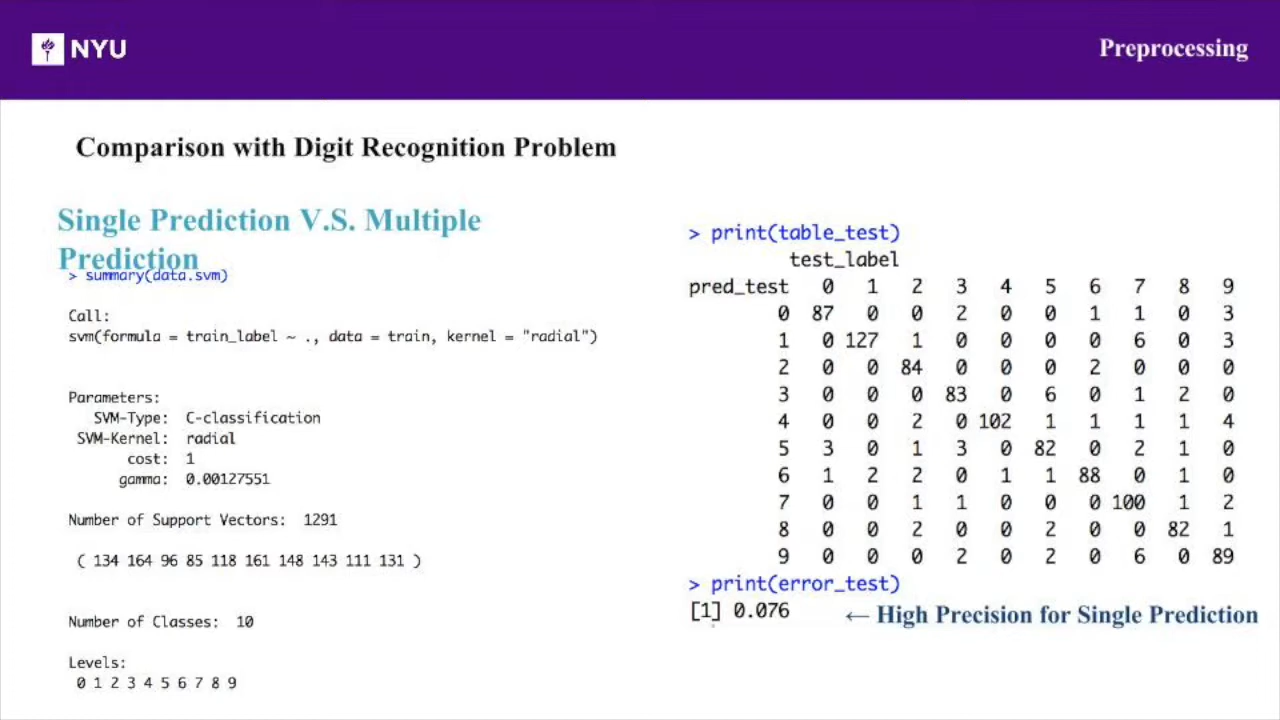 NYU
Preprocessing
Comparison with Digit Recognition Problem
Single Prediction V.S. Multiple
Prediction
> summary(data.svm)
Call:
svm(formula = train_label ~ ., data = train, kernel = "radial")
Parameters:
SVM-Type: C-classification
SVM-Kernel: radial
cost: 1
gamma: 0.00127551
Number of Support Vectors: 1291
( 134 164 96 85 118 161 148 143 111 131 )
Number of Classes: 10
Levels:
0 1 2 3 4 5 6 7 8 9
> print(table_test)
test_label
pred_test 0 1 2 3 4 5 6 7 8 9
0 87 0 0 2 0 0 1 1 0 3
1 0 127 1 0 0 0 0 6 0 3
2 0 0 84 0 0 0 2 0 0 0
3 0 0 0 83 0 6 0 1 2 0
4 0 0 2 0 102 1 1 1 1 4
5 3 0 1 3 0 82 0 2 1 0
6 1 2 2 0 1 1 88 0 1 0
7 0 0 1 1 0 0 0 100 1 2
8 0 0 2 0 0 2 0 0 82 1
9 0 0 0 2 0 2 0 6 0 89
> print(error_test)
[1] 0.076
← High Precision for Single Prediction